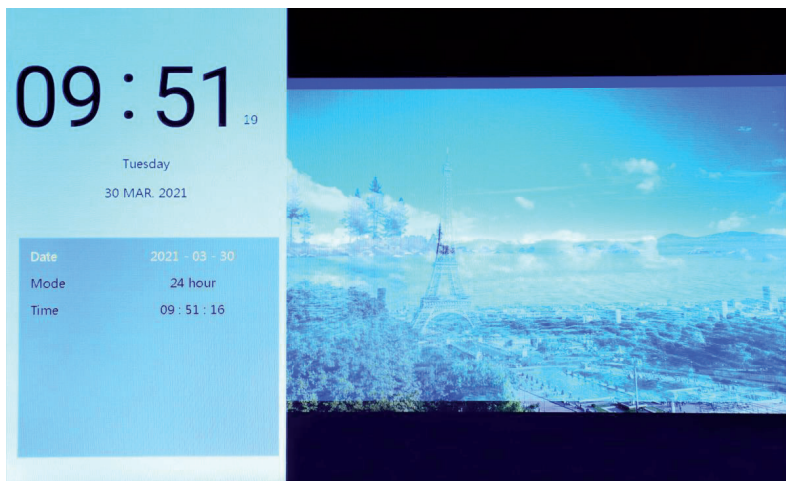 09 : 51 19
Tuesday
30 MAR. 2021
Date 2021 - 03 - 30
Mode 24 hour
Time 09 : 51 : 16